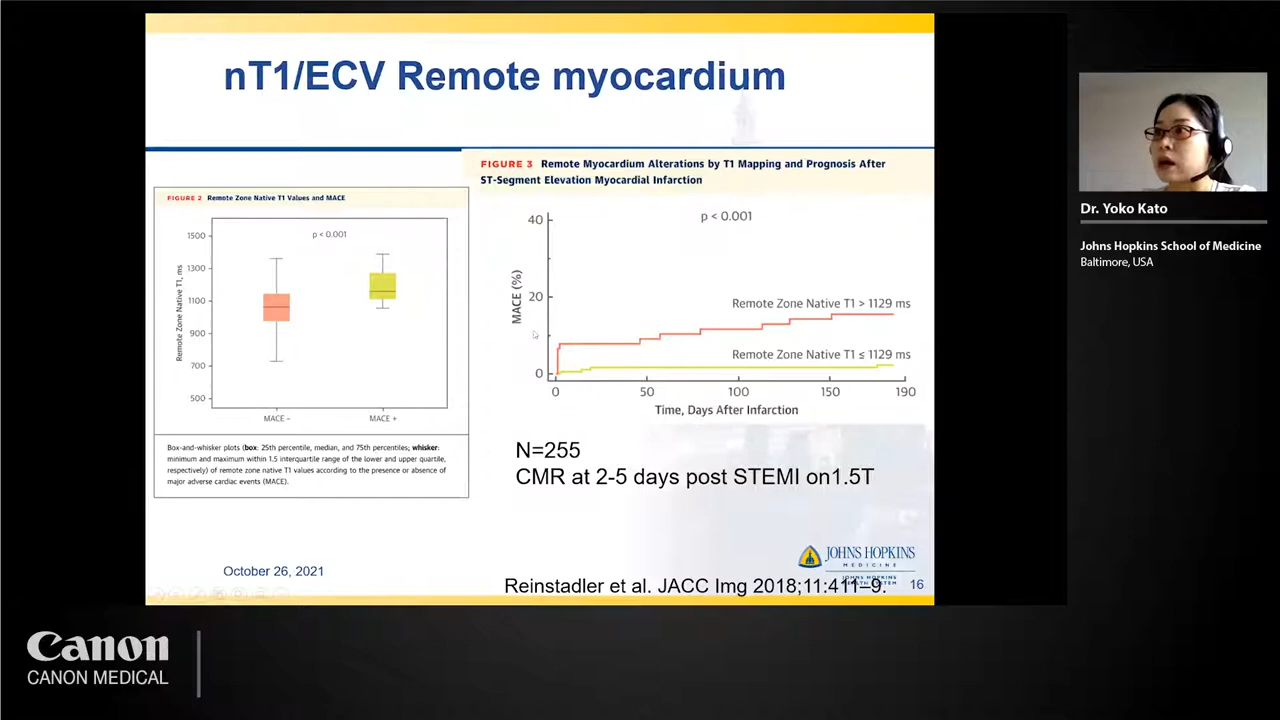 nT1/ECV Remote myocardium
FIGURE 2 Remote Zone Native T1 Values and MACE
p < 0.001
Remote Zone Native T1, ms
1500
1300
1100
900
700
500
MACE –
MACE +
Box-and-whisker plots (box: 25th percentile, median, and 75th percentiles; whisker:
minimum and maximum within 1.5 interquartile range of the lower and upper quartile,
respectively) of remote zone native T1 values according to the presence or absence of
major adverse cardiac events (MACE).
FIGURE 3 Remote Myocardium Alterations by T1 Mapping and Prognosis After
ST-Segment Elevation Myocardial Infarction
p < 0.001
MACE (%)
40
20
0
Remote Zone Native T1 > 1129 ms
Remote Zone Native T1 ≤ 1129 ms
0 50 100 150 190
Time, Days After Infarction
N=255
CMR at 2-5 days post STEMI on1.5T
October 26, 2021
JOHNS HOPKINS
MEDICINE
Reinstadler et al. JACC Img 2018;11:411–9.
16
Dr. Yoko Kato
Johns Hopkins School of Medicine
Baltimore, USA
Canon
CANON MEDICAL